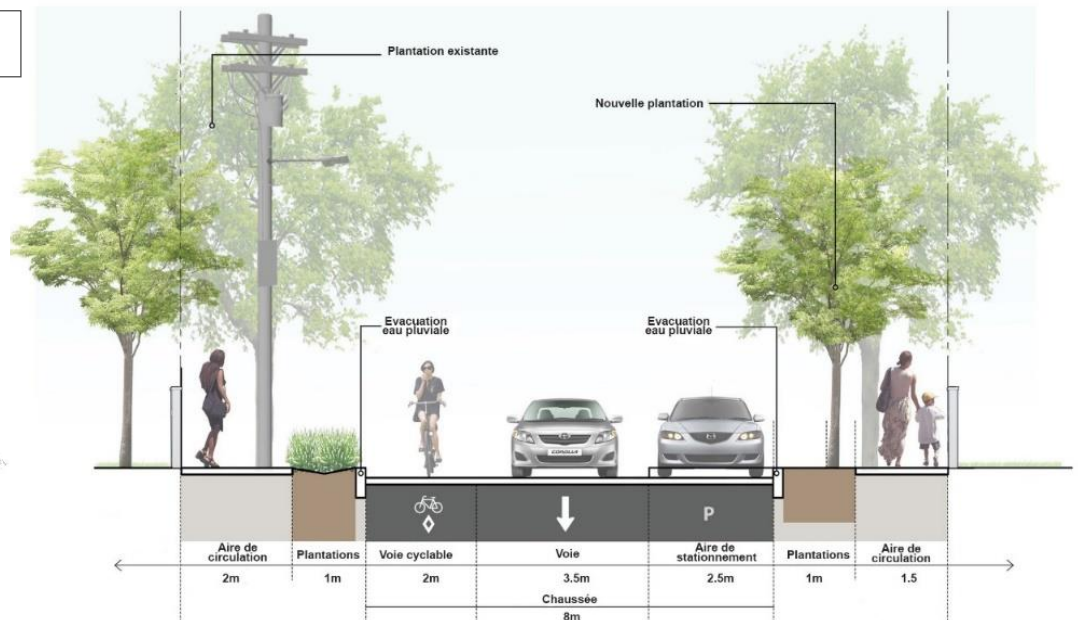 Plantation existante
Nouvelle plantation
Evacuation
eau pluviale
Evacuation
eau pluviale
COROLLA
P
Aire de
circulation
Plantations
Voie cyclable
Voie
Aire de
stationnement
Plantations
Aire de
circulation
2m
1m
2m
3.5m
2.5m
1m
1.5
Chaussée
8m